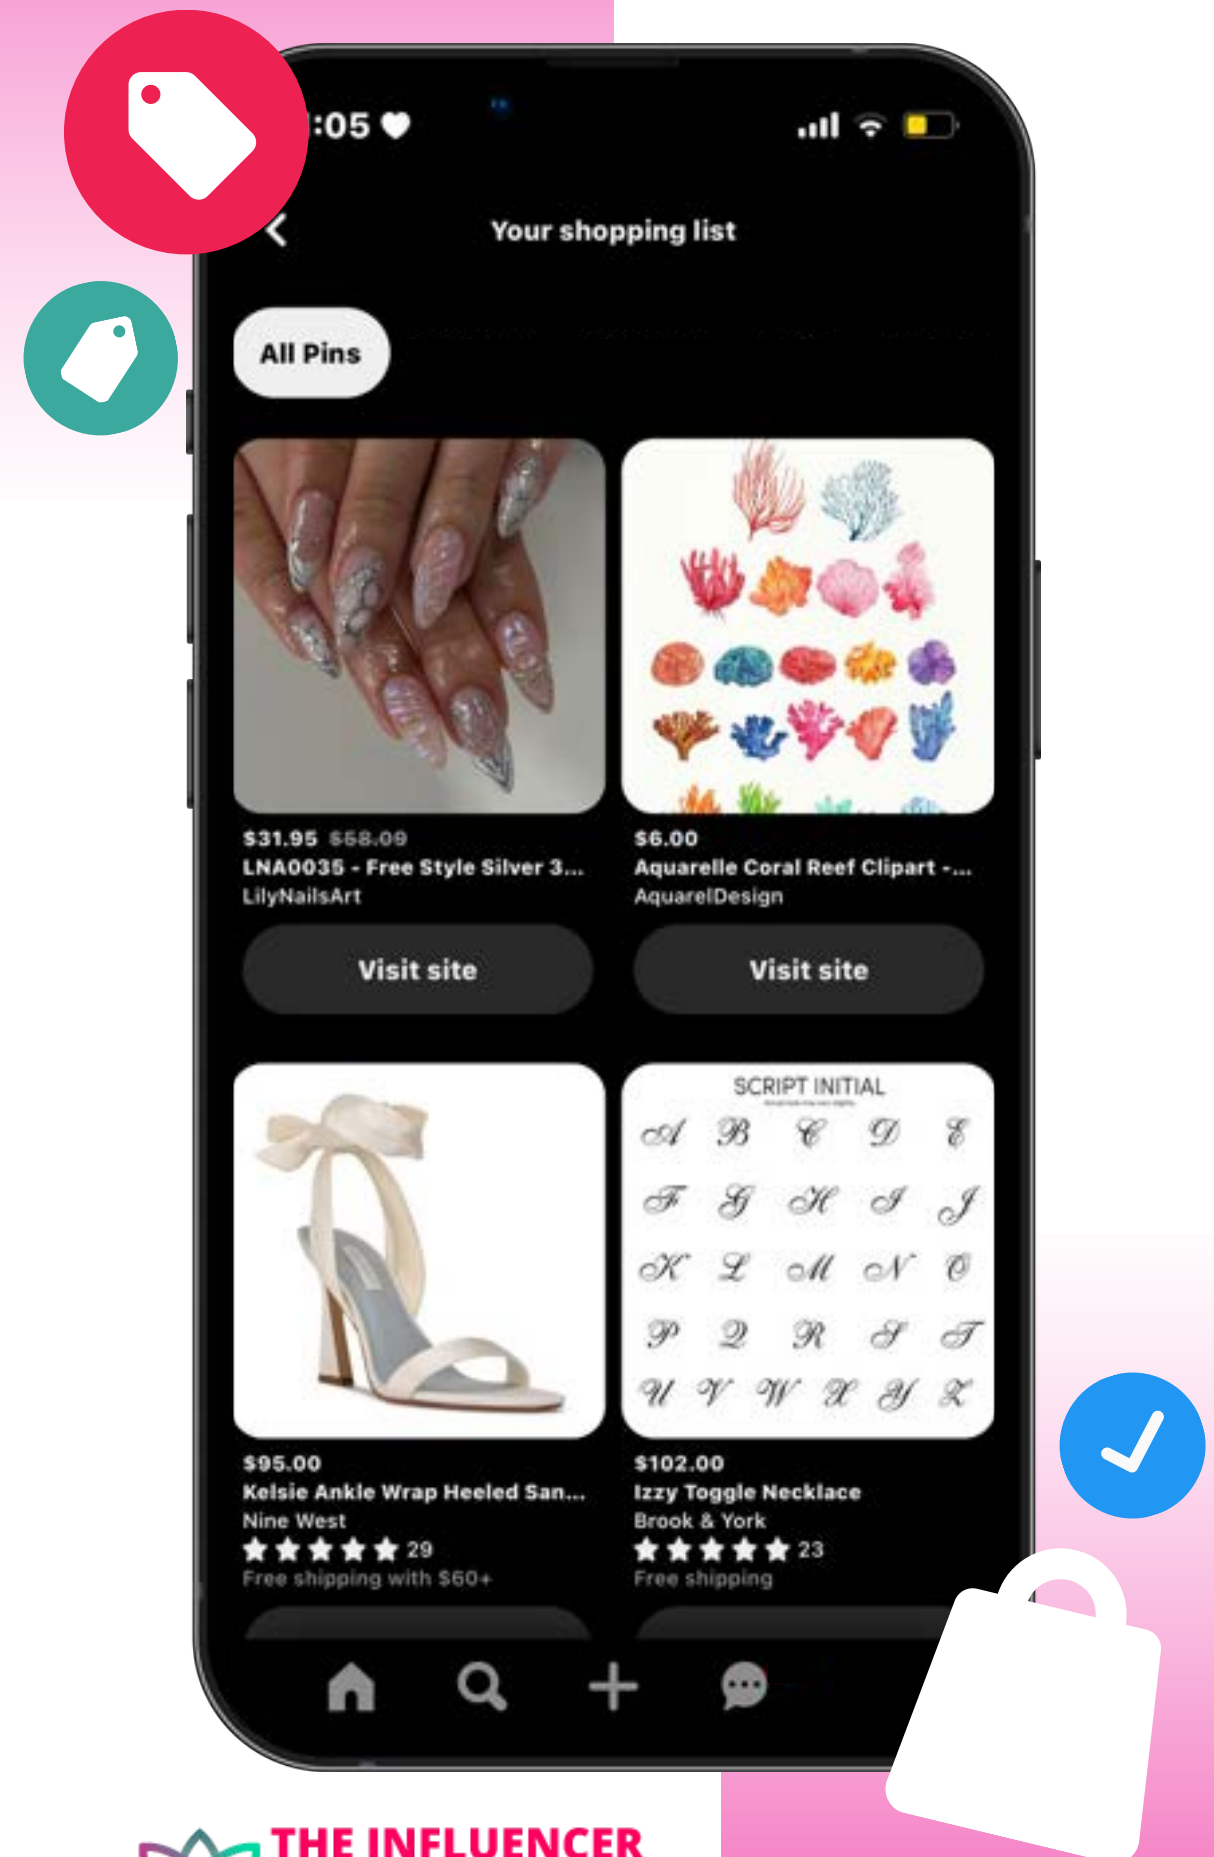 :05
Your shopping list
All Pins
$31.95 $58.09
LNA0035 - Free Style Silver 3...
LilyNailsArt
Visit site
$6.00
Aquarelle Coral Reef Clipart -...
AquarelDesign
Visit site
SCRIPT INITIAL
A B C D E
F G H I J
K L M N O
P Q R S T
U V W X Y Z
$95.00
Kelsie Ankle Wrap Heeled San...
Nine West
29
Free shipping with $60+
$102.00
Izzy Toggle Necklace
Brook & York
23
Free shipping
THE INFLUENCER